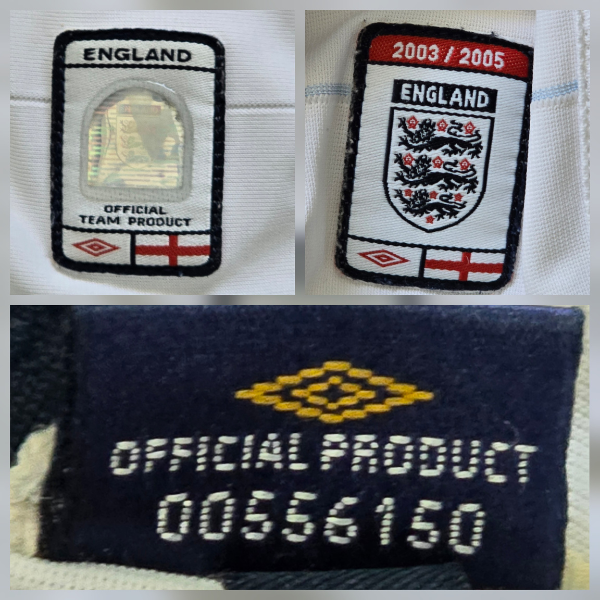 ENGLAND
OFFICIAL
TEAM PRODUCT
2003 / 2005
ENGLAND
OFFICIAL PRODUCT
00556150